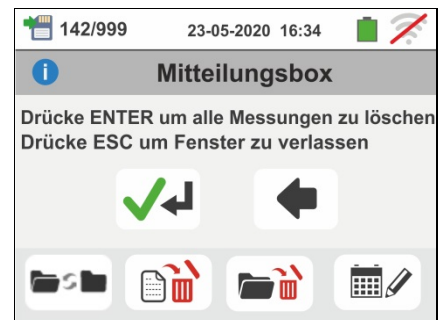 142/999 23-05-2020 16:34
i Mitteilungsbox
Drücke ENTER um alle Messungen zu löschen
Drücke ESC um Fenster zu verlassen